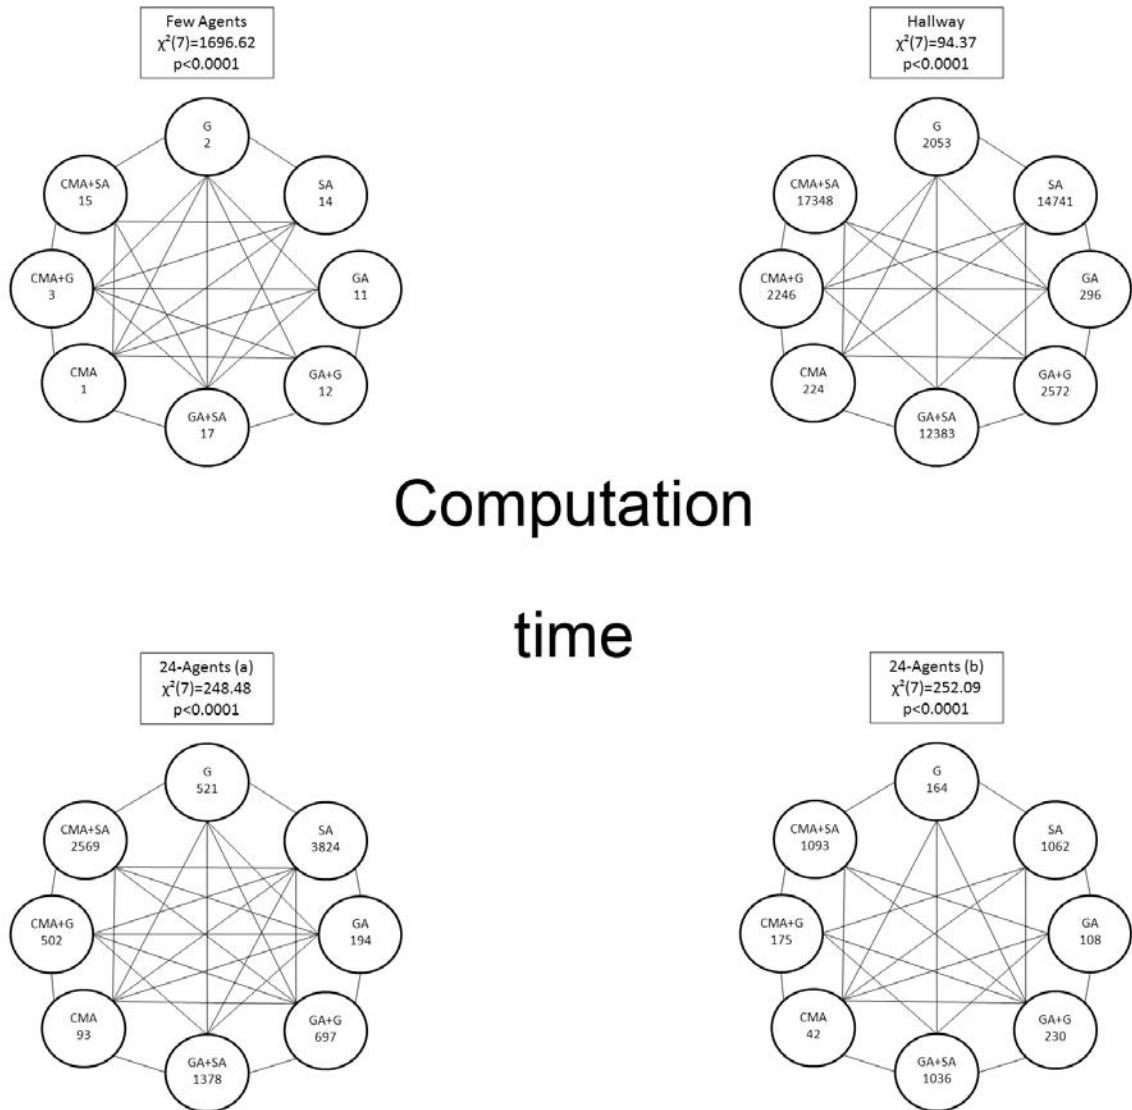 Few Agents
χ²(7)=1696.62
p<0.0001
G
2
CMA+SA
15
SA
14
CMA+G
3
GA
11
CMA
1
GA+G
12
GA+SA
17
Hallway
χ²(7)=94.37
p<0.0001
G
2053
CMA+SA
17348
SA
14741
CMA+G
2246
GA
296
CMA
224
GA+G
2572
GA+SA
12383
Computation
time
24-Agents (a)
χ²(7)=248.48
p<0.0001
G
521
CMA+SA
2569
SA
3824
CMA+G
502
GA
194
CMA
93
GA+G
697
GA+SA
1378
24-Agents (b)
χ²(7)=252.09
p<0.0001
G
164
CMA+SA
1093
SA
1062
CMA+G
175
GA
108
CMA
42
GA+G
230
GA+SA
1036